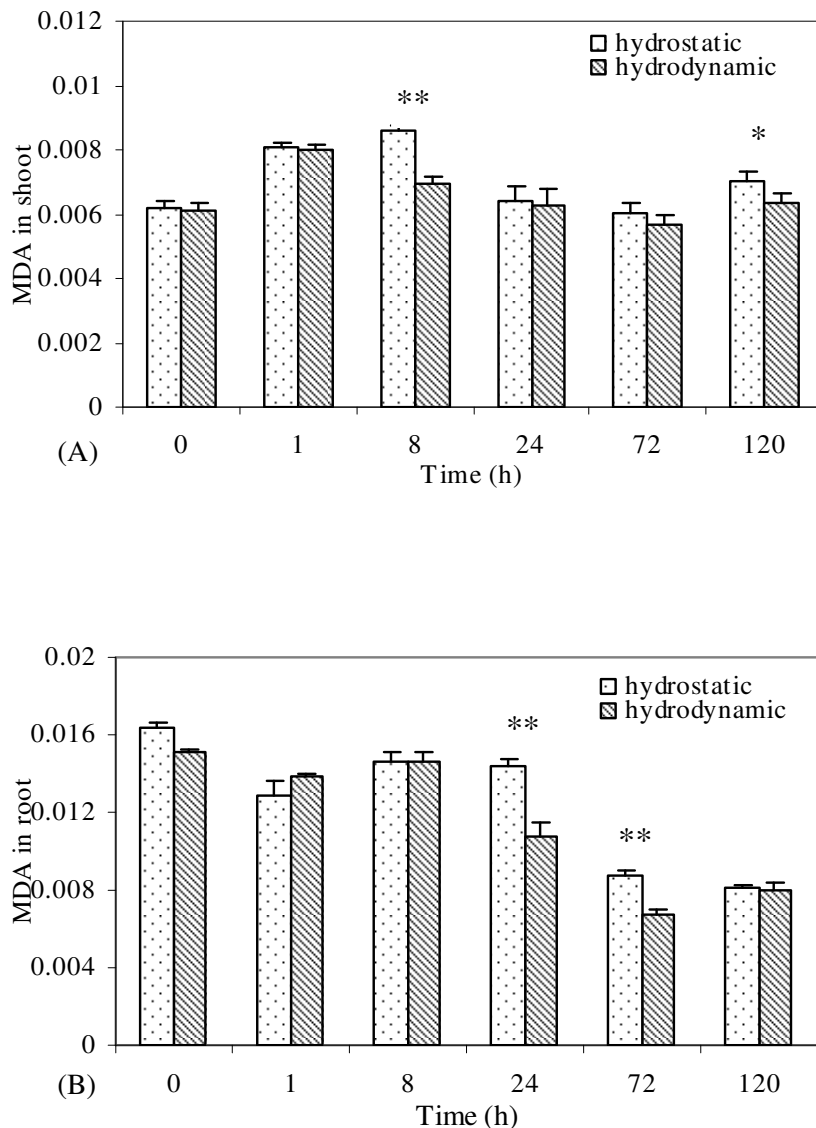 0.012
0.01
0.008
0.006
0.004
0.002
0
MDA in shoot
hydrostatic
hydrodynamic
**
*
0 1 8 24 72 120
(A)
Time (h)
0.02
0.016
0.012
0.008
0.004
0
MDA in root
hydrostatic
hydrodynamic
**
**
0 1 8 24 72 120
(B)
Time (h)